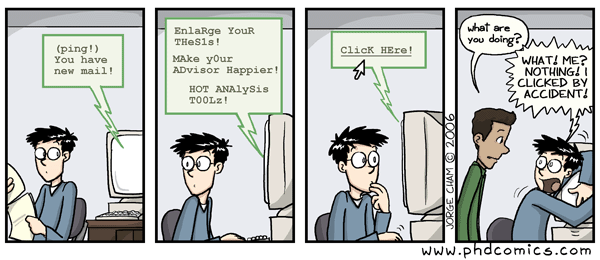 (ping!)
You have
new mail!
EnlaRge YouR
THeS1s!
MAke y0ur
ADvisor Happier!
HOT ANAlySis
T00Lz!
ClicK HEre!
what are
you doing?
WHAT! ME?
NOTHING! I
CLICKED BY
ACCIDENT!
JORGE CHAM © 2006
www.phdcomics.com